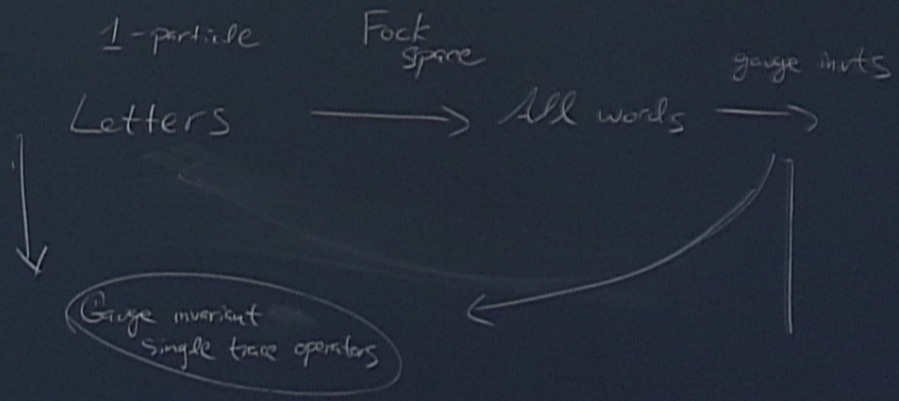 1-particle
Fock
space
gauge invts
Letters
All words
Gauge invariant
single trace operators